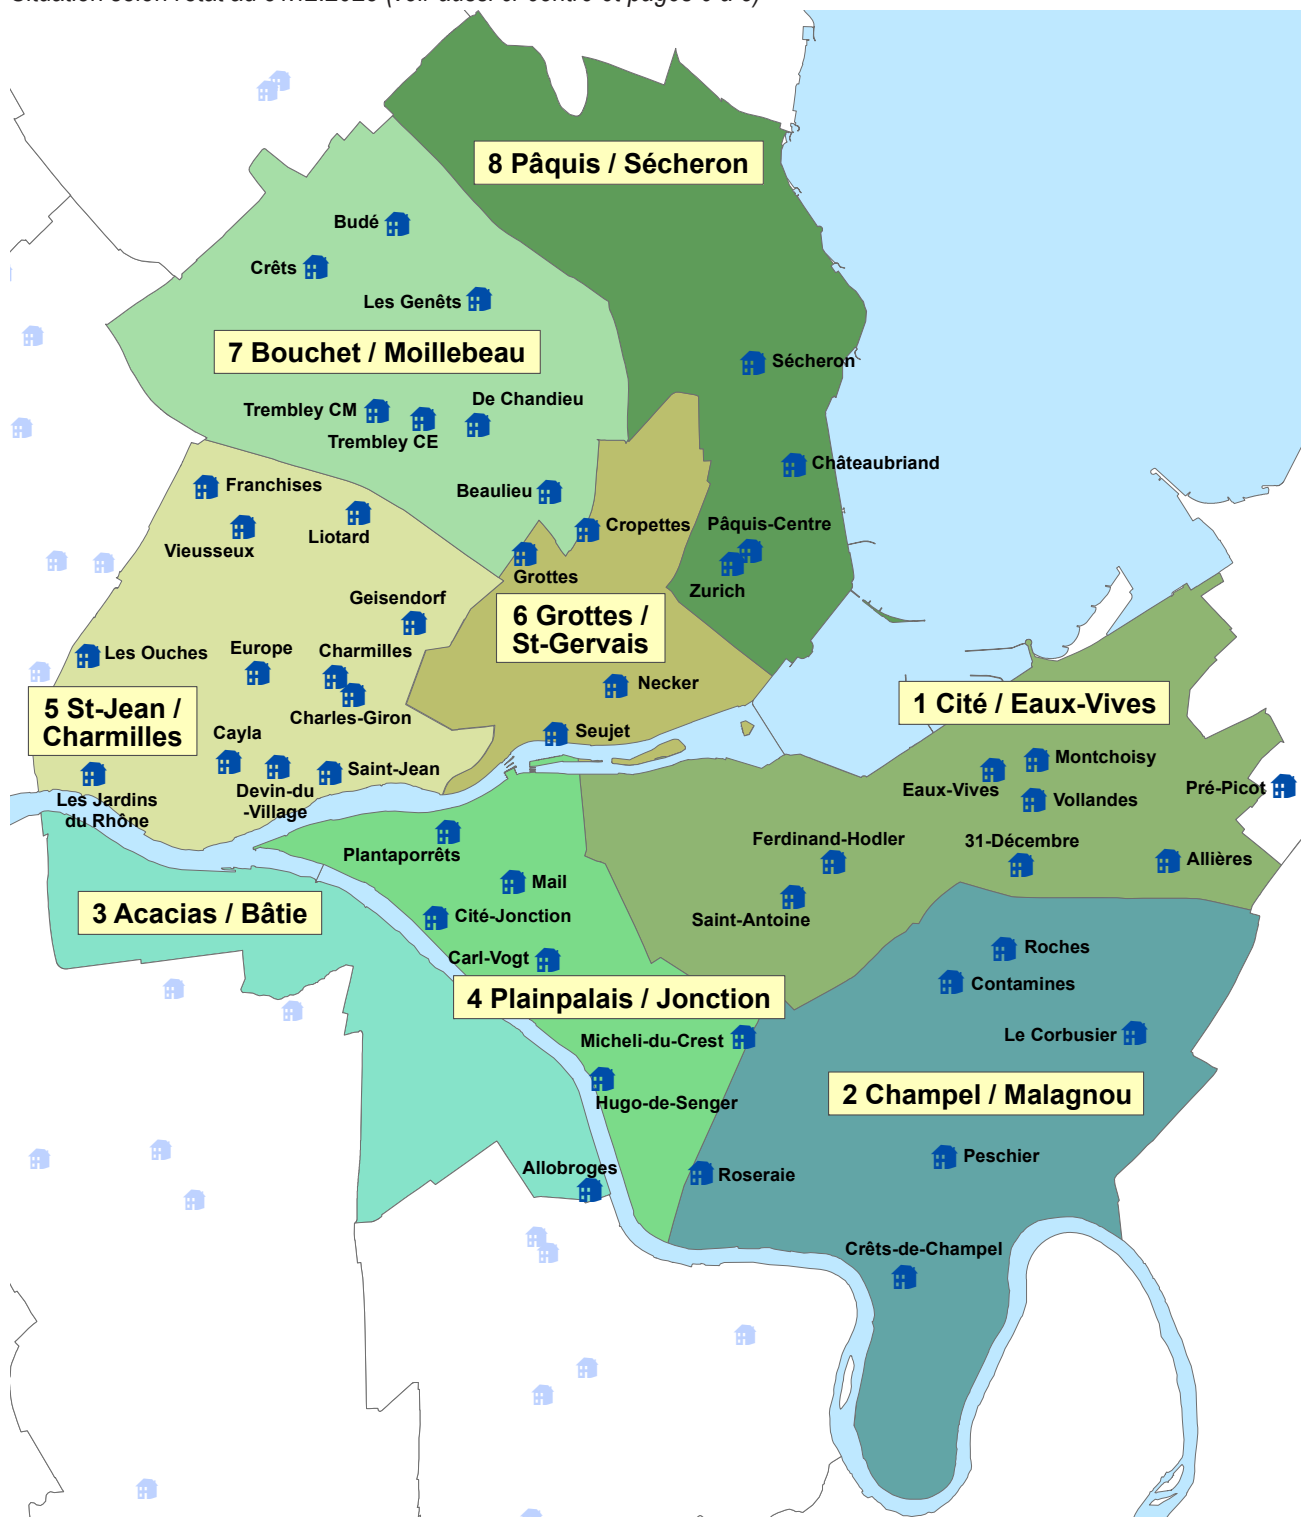 8 Pâquis / Sécheron
Budé
Crêts
Les Genêts
7 Bouchet / Moillebeau
Sécheron
De Chandieu
Trembley CM
Trembley CE
Châteaubriand
Franchises
Beaulieu
Cropettes
Pâquis-Centre
Liotard
Vieusseux
Grottes
Zurich
Geisendorf
6 Grottes /
St-Gervais
Les Ouches
Europe
Charmilles
Necker
5 St-Jean /
Charmilles
1 Cité / Eaux-Vives
Charles-Giron
Cayla
Seujet
Saint-Jean
Montchoisy
Eaux-Vives
Pré-Picot
Devin-du
-Village
Les Jardins
du Rhône
Vollandes
Plantaporrêts
Ferdinand-Hodler
31-Décembre
Allières
Mail
3 Acacias / Bâtie
Cité-Jonction
Saint-Antoine
Carl-Vogt
Roches
Contamines
4 Plainpalais / Jonction
Micheli-du-Crest
Le Corbusier
2 Champel / Malagnou
Hugo-de-Senger
Peschier
Allobroges
Roseraie
Crêts-de-Champel